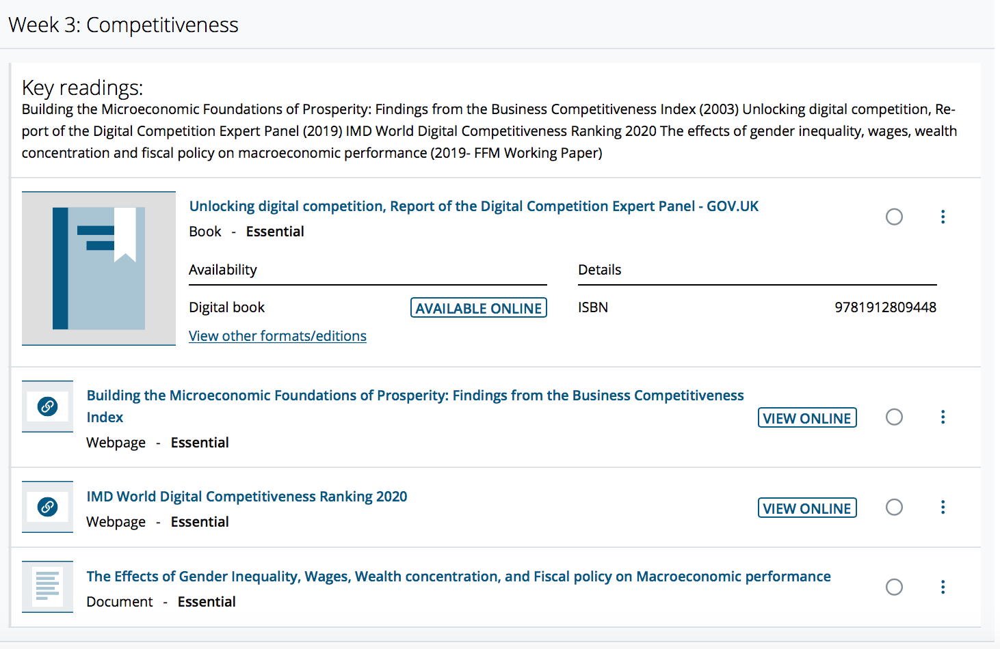 Week 3: Competitiveness
Key readings:
Building the Microeconomic Foundations of Prosperity: Findings from the Business Competitiveness Index (2003) Unlocking digital competition, Re-
port of the Digital Competition Expert Panel (2019) IMD World Digital Competitiveness Ranking 2020 The effects of gender inequality, wages, wealth
concentration and fiscal policy on macroeconomic performance (2019- FFM Working Paper)
Unlocking digital competition, Report of the Digital Competition Expert Panel - GOV.UK
Book - Essential
Availability
Digital book AVAILABLE ONLINE
View other formats/editions
Details
ISBN 9781912809448
Building the Microeconomic Foundations of Prosperity: Findings from the Business Competitiveness
Index
Webpage - Essential
VIEW ONLINE
IMD World Digital Competitiveness Ranking 2020
Webpage - Essential
VIEW ONLINE
The Effects of Gender Inequality, Wages, Wealth concentration, and Fiscal policy on Macroeconomic performance
Document - Essential